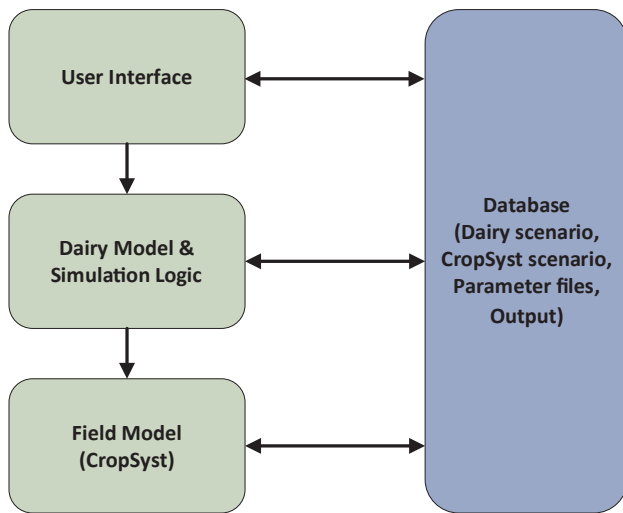 User Interface
Dairy Model &
Simulation Logic
Field Model
(CropSyst)
Database
(Dairy scenario,
CropSyst scenario,
Parameter files,
Output)